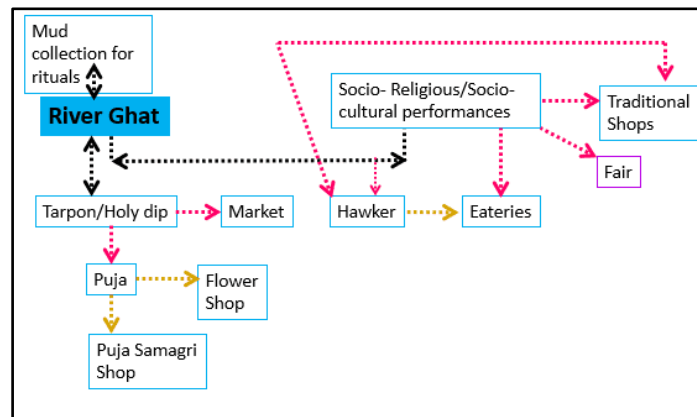 Mud
collection for
rituals
River Ghat
Socio- Religious/Socio-
cultural performances
Traditional
Shops
Fair
Tarpon/Holy dip
Market
Hawker
Eateries
Puja
Flower
Shop
Puja Samagri
Shop